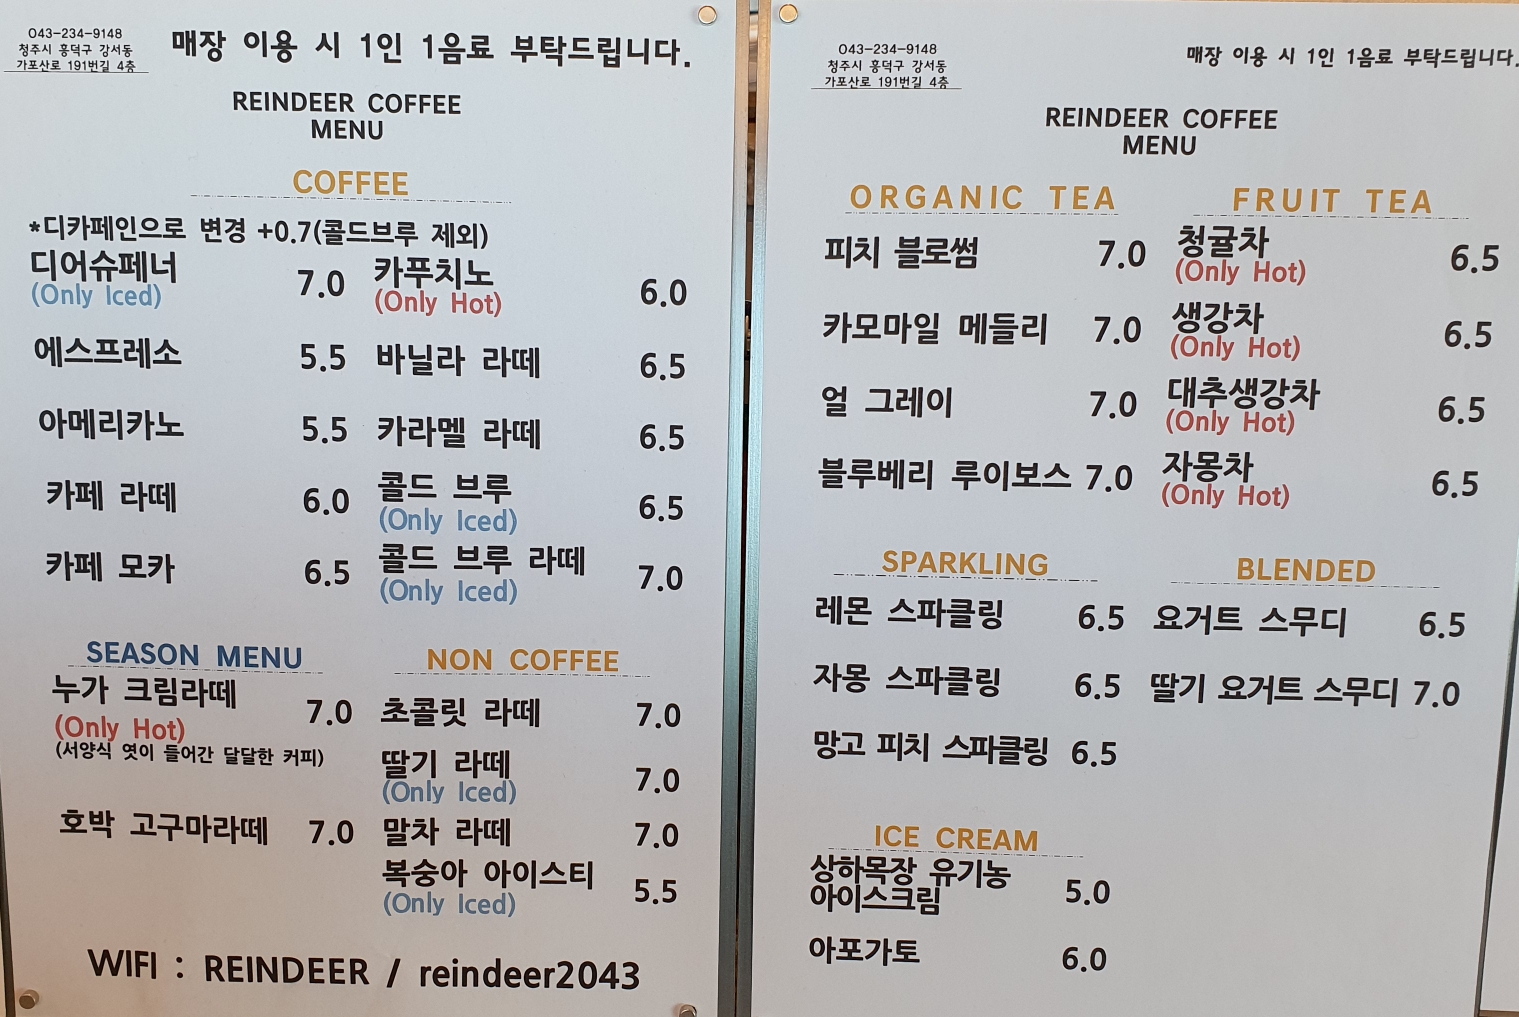 043-234-9148
청주시 흥덕구 강서동
가포산로 191번길 4층
매장 이용 시 1인 1음료 부탁드립니다.
REINDEER COFFEE
MENU
COFFEE
*디카페인으로 변경 +0.7(콜드브루 제외)
디어슈페너 7.0
(Only Iced)
에스프레소 5.5
아메리카노 5.5
카페 라떼 6.0
카페 모카 6.5
카푸치노 6.0
(Only Hot)
바닐라 라떼 6.5
카라멜 라떼 6.5
콜드 브루 6.5
(Only Iced)
콜드 브루 라떼 7.0
(Only Iced)
SEASON MENU
누가 크림라떼 7.0
(Only Hot)
(서양식 엿이 들어간 달달한 커피)
호박 고구마라떼 7.0
NON COFFEE
초콜릿 라떼 7.0
딸기 라떼 7.0
(Only Iced)
말차 라떼 7.0
복숭아 아이스티 5.5
(Only Iced)
WIFI : REINDEER / reindeer2043
043-234-9148
청주시 흥덕구 강서동
가포산로 191번길 4층
매장 이용 시 1인 1음료 부탁드립니다.
REINDEER COFFEE
MENU
ORGANIC TEA
피치 블로썸 7.0
카모마일 메들리 7.0
얼 그레이 7.0
블루베리 루이보스 7.0
FRUIT TEA
청귤차 6.5
(Only Hot)
생강차 6.5
(Only Hot)
대추생강차 6.5
(Only Hot)
자몽차 6.5
(Only Hot)
SPARKLING
레몬 스파클링 6.5
자몽 스파클링 6.5
망고 피치 스파클링 6.5
BLENDED
요거트 스무디 6.5
딸기 요거트 스무디 7.0
ICE CREAM
상하목장 유기농
아이스크림 5.0
아포가토 6.0